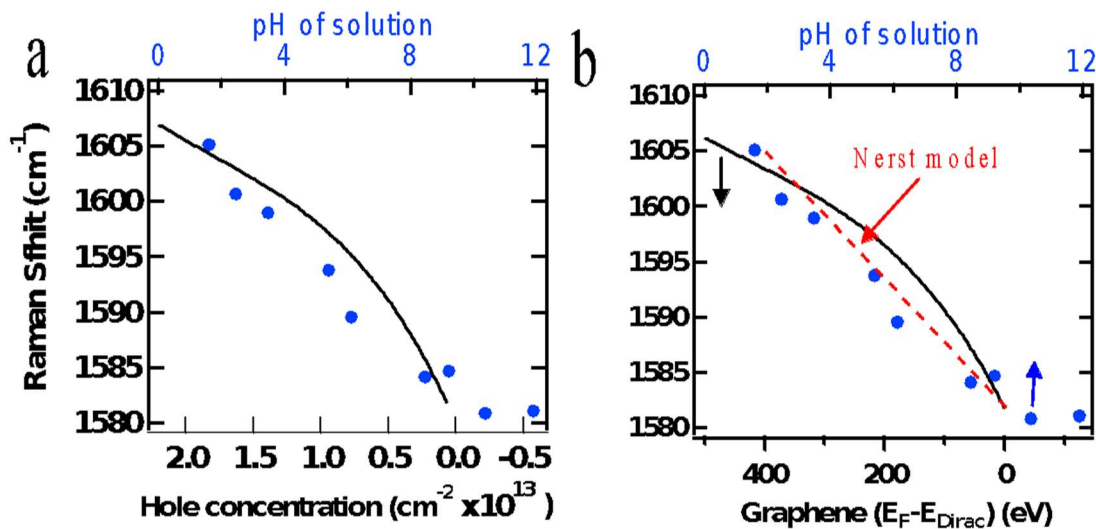 a
pH of solution
0 4 8 12
1610
1605
1600
1595
1590
1585
1580
Raman Sfhit (cm-1)
2.0 1.5 1.0 0.5 0.0 -0.5
Hole concentration (cm-2 x1013)
b
pH of solution
0 4 8 12
1610
1605
1600
1595
1590
1585
1580
Nerst model
400 200 0
Graphene (EF-EDirac) (eV)